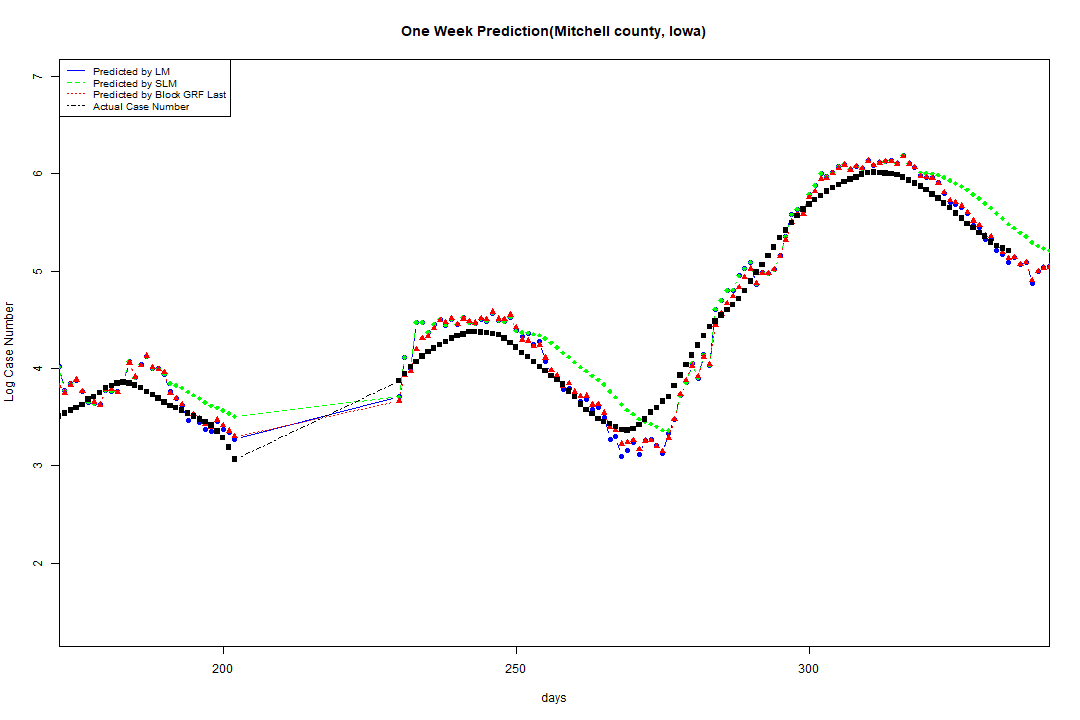 One Week Prediction(Mitchell county, Iowa)
Predicted by LM
Predicted by SLM
Predicted by Block GRF Last
Actual Case Number
7
6
5
4
3
2
Log Case Number
200
250
300
days